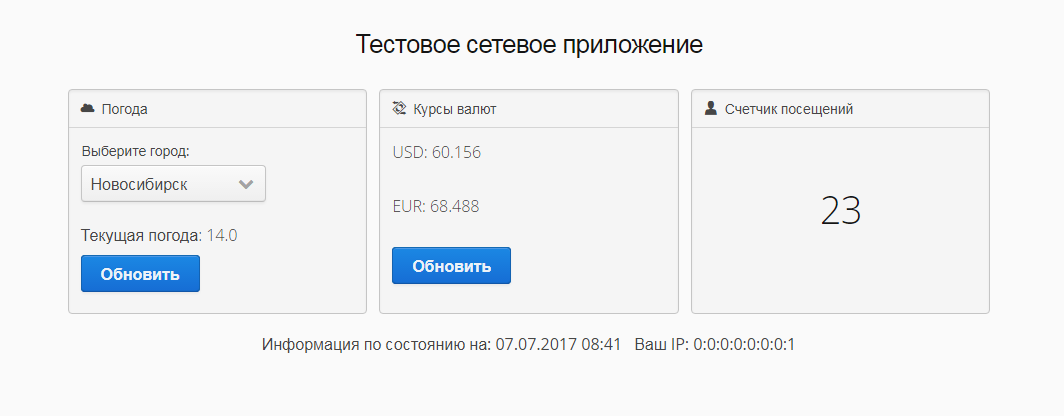 Тестовое сетевое приложение
Погода
Выберите город:
Новосибирск
Текущая погода: 14.0
Обновить
Курсы валют
USD: 60.156
EUR: 68.488
Обновить
Счетчик посещений
23
Информация по состоянию на: 07.07.2017 08:41 Ваш IP: 0:0:0:0:0:0:0:1